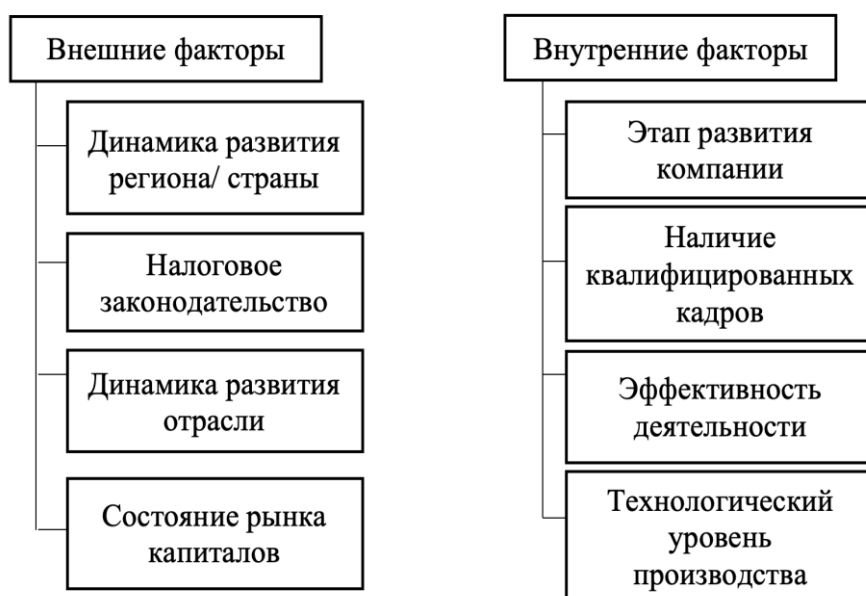 Внешние факторы
Динамика развития
региона/ страны
Налоговое
законодательство
Динамика развития
отрасли
Состояние рынка
капиталов
Внутренние факторы
Этап развития
компании
Наличие
квалифицированных
кадров
Эффективность
деятельности
Технологический
уровень
производства